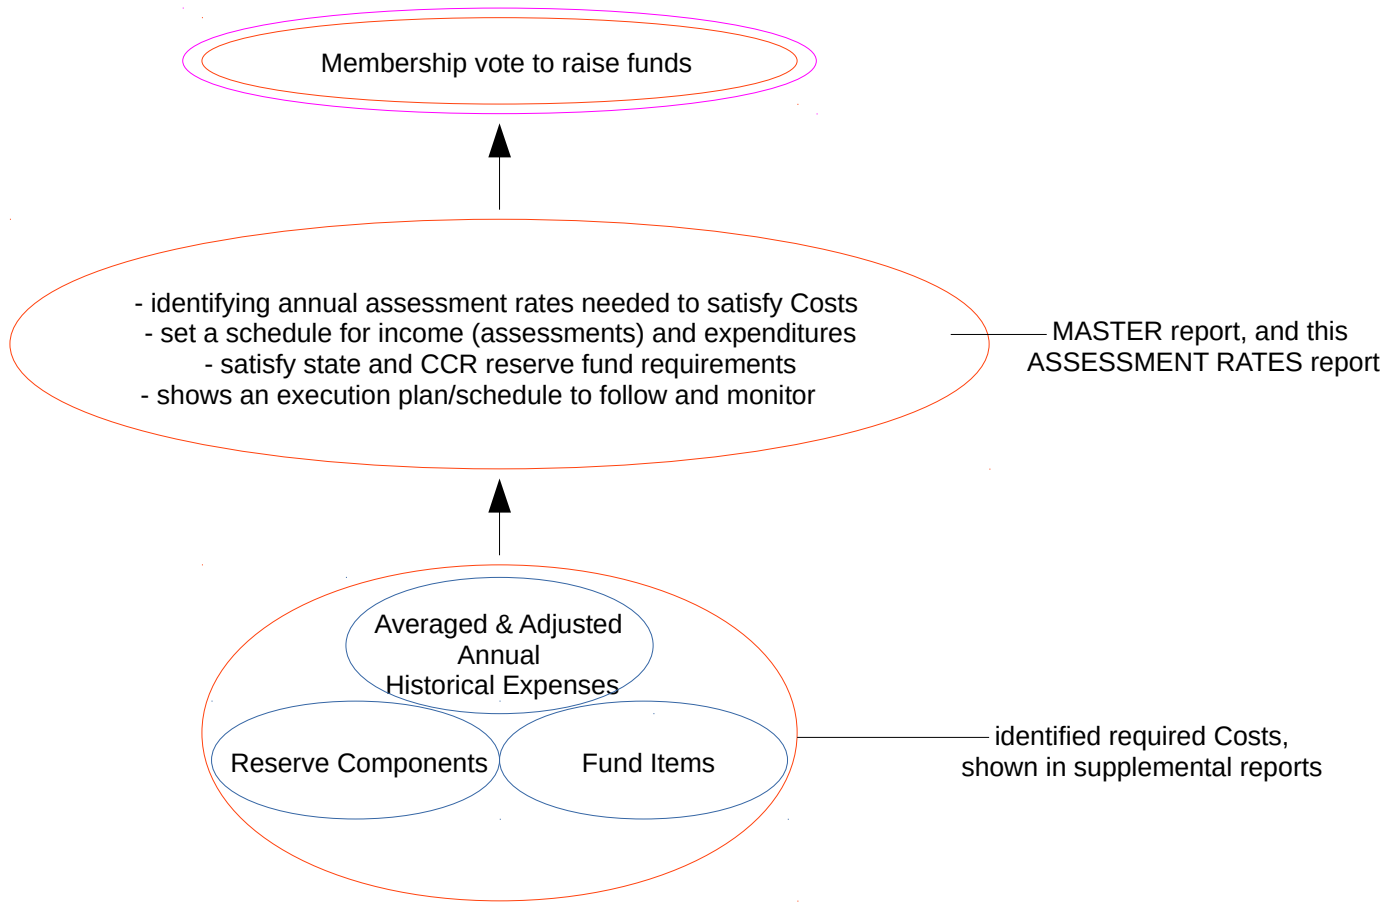 Membership vote to raise funds
- identifying annual assessment rates needed to satisfy Costs
- set a schedule for income (assessments) and expenditures
- satisfy state and CCR reserve fund requirements
- shows an execution plan/schedule to follow and monitor
MASTER report, and this
ASSESSMENT RATES report
Averaged & Adjusted
Annual
Historical Expenses
Reserve Components
Fund Items
identified required Costs,
shown in supplemental reports